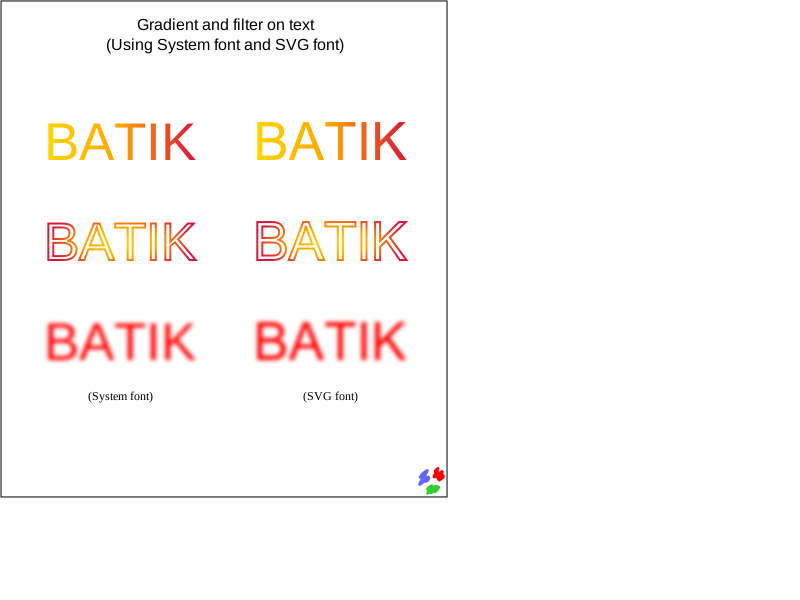 Gradient and filter on text
(Using System font and SVG font)
BATIK BATIK
BATIK BATIK
BATIK BATIK
(System font) (SVG font)